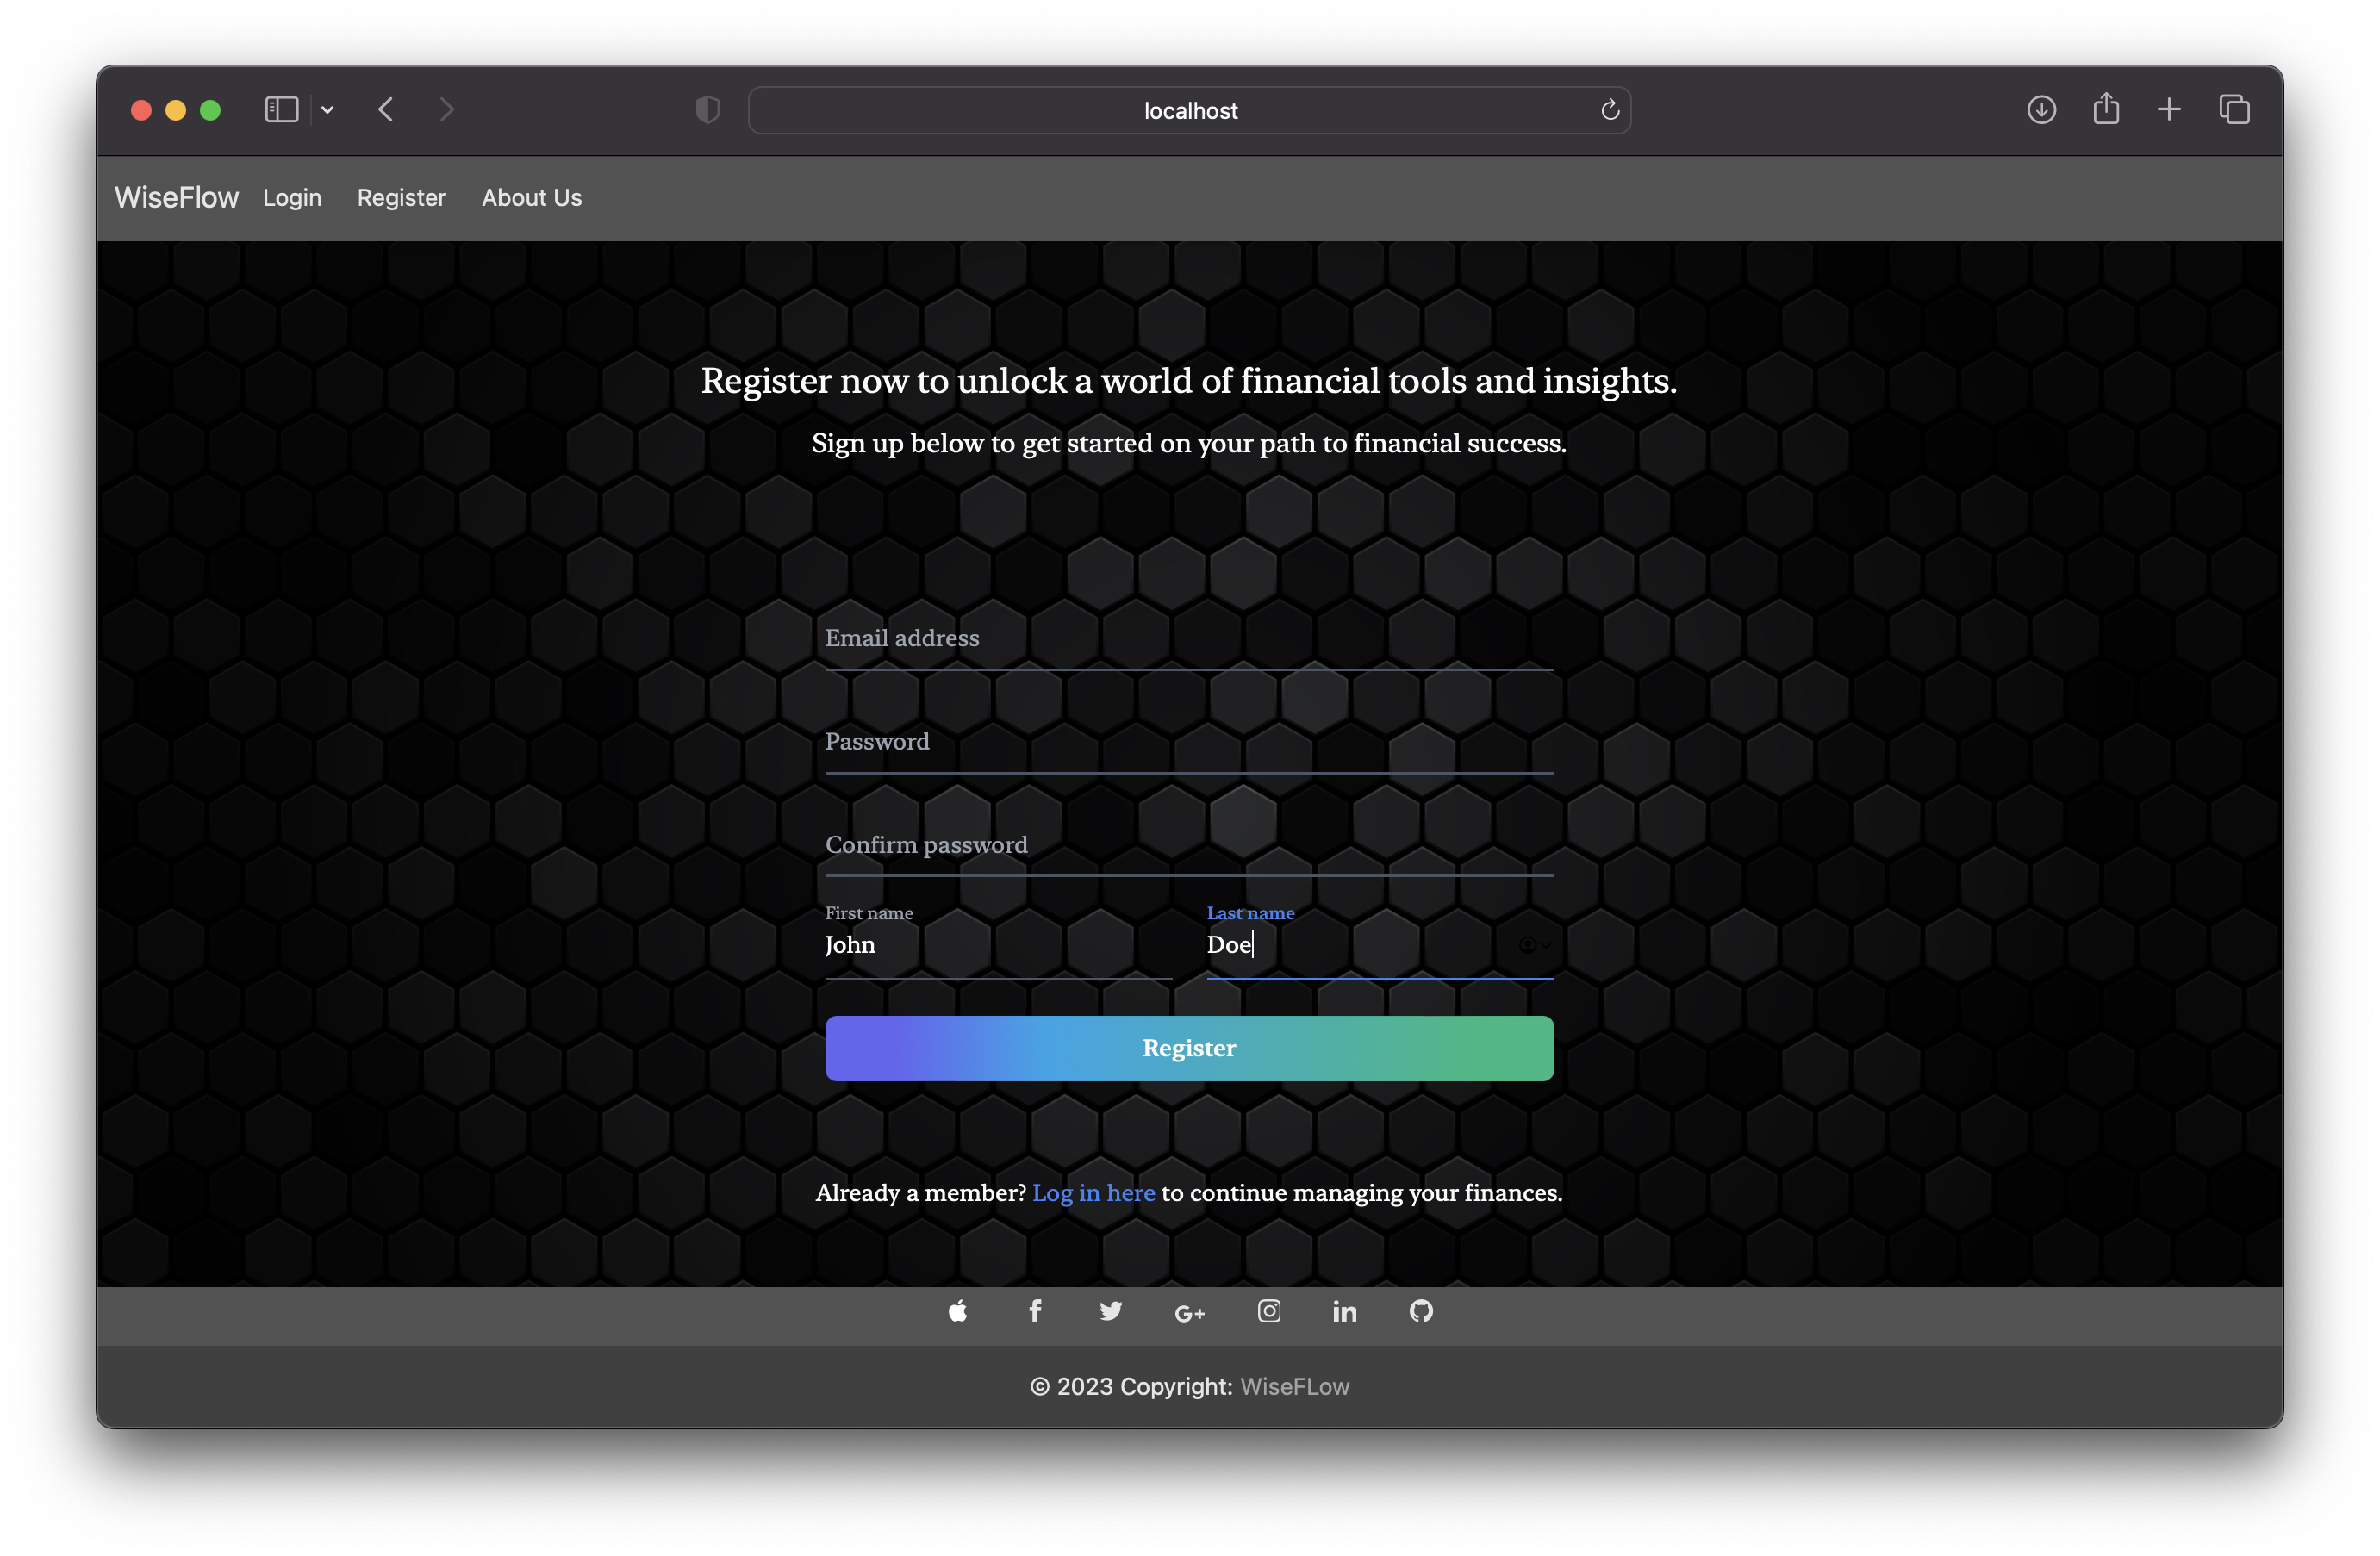 localhost
WiseFlow Login Register About Us
Register now to unlock a world of financial tools and insights.
Sign up below to get started on your path to financial success.
Email address
Password
Confirm password
First name Last name
John Doe
Register
Already a member? Log in here to continue managing your finances.
© 2023 Copyright: WiseFLow